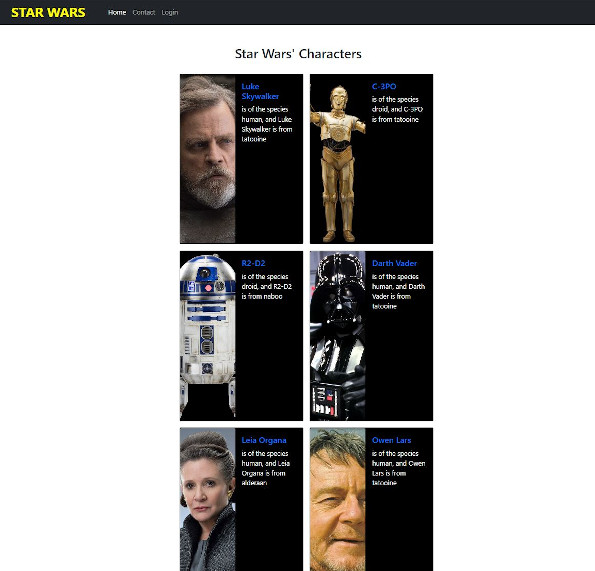 STAR WARS
Home Contact Login
Star Wars' Characters
Luke
Skywalker
is of the species
human, and Luke
Skywalker is from
tatooine
C-3PO
is of the species
droid, and C-3PO
is from tatooine
R2-D2
is of the species
droid, and R2-D2
is from naboo
Darth Vader
is of the species
human, and Darth
Vader is from
tatooine
Leia Organa
is of the species
human, and Leia
Organa is from
alderaan
Owen Lars
is of the species
human, and Owen
Lars is from
tatooine